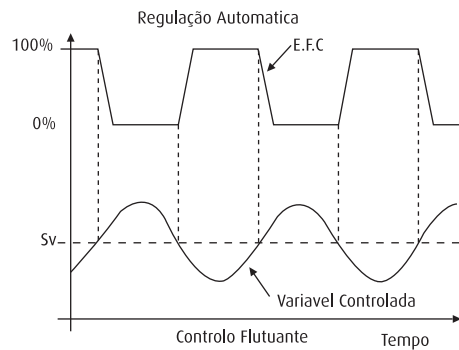 Regulação Automatica
100%
E.F.C
0%
Sv
Variavel Controlada
Controlo Flutuante
Tempo